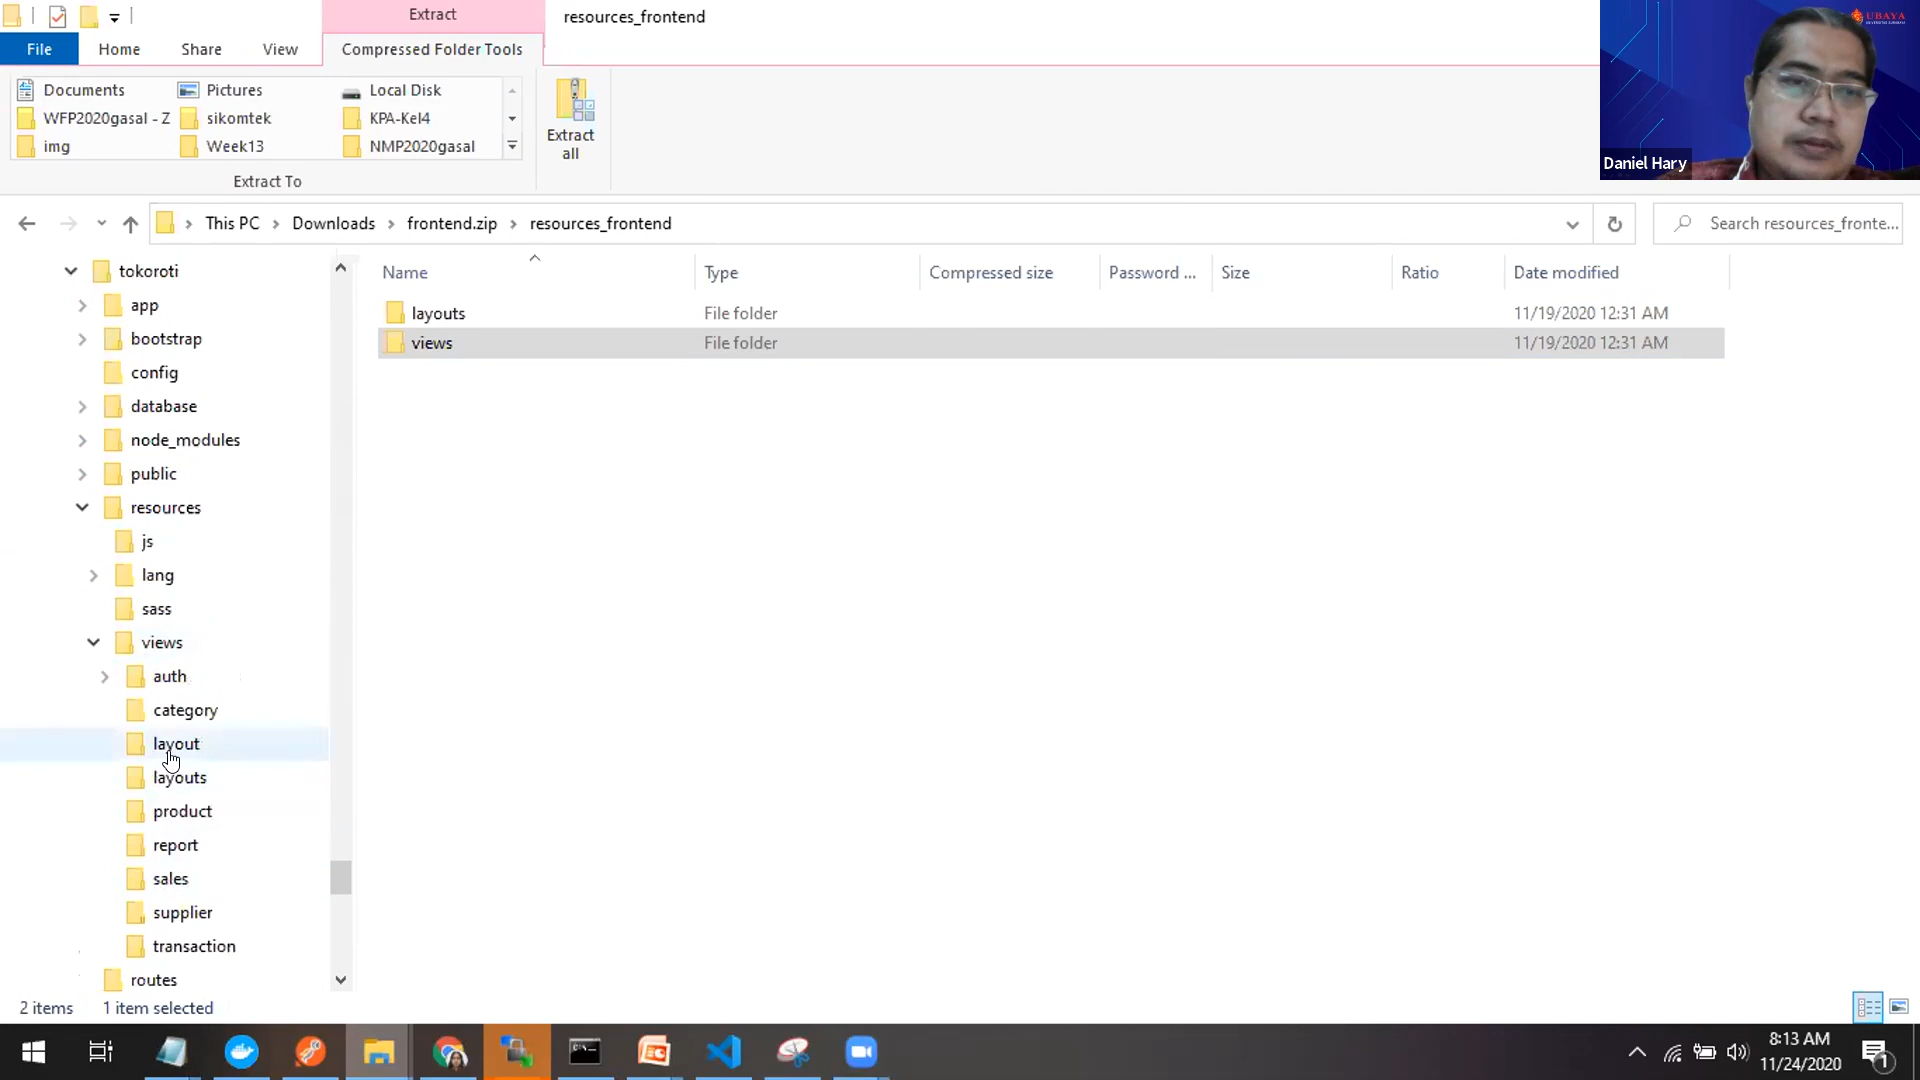 Extract
resources_frontend
UBAYA
File
Home
Share
View
Compressed Folder Tools
Documents
Pictures
Local Disk
WFP2020gasal - Z
sikomtek
KPA-Kel4
img
Week13
NMP2020gasal
Extract all
Extract To
Daniel Hary
This PC
Downloads
frontend.zip
resources_frontend
Search resources_fronte...
Name
Type
Compressed size
Password ...
Size
Ratio
Date modified
layouts
File folder
11/19/2020 12:31 AM
views
File folder
11/19/2020 12:31 AM
tokoroti
app
bootstrap
config
database
node_modules
public
resources
js
lang
sass
views
auth
category
layout
layouts
product
report
sales
supplier
transaction
routes
2 items
1 item selected
8:13 AM
11/24/2020
1